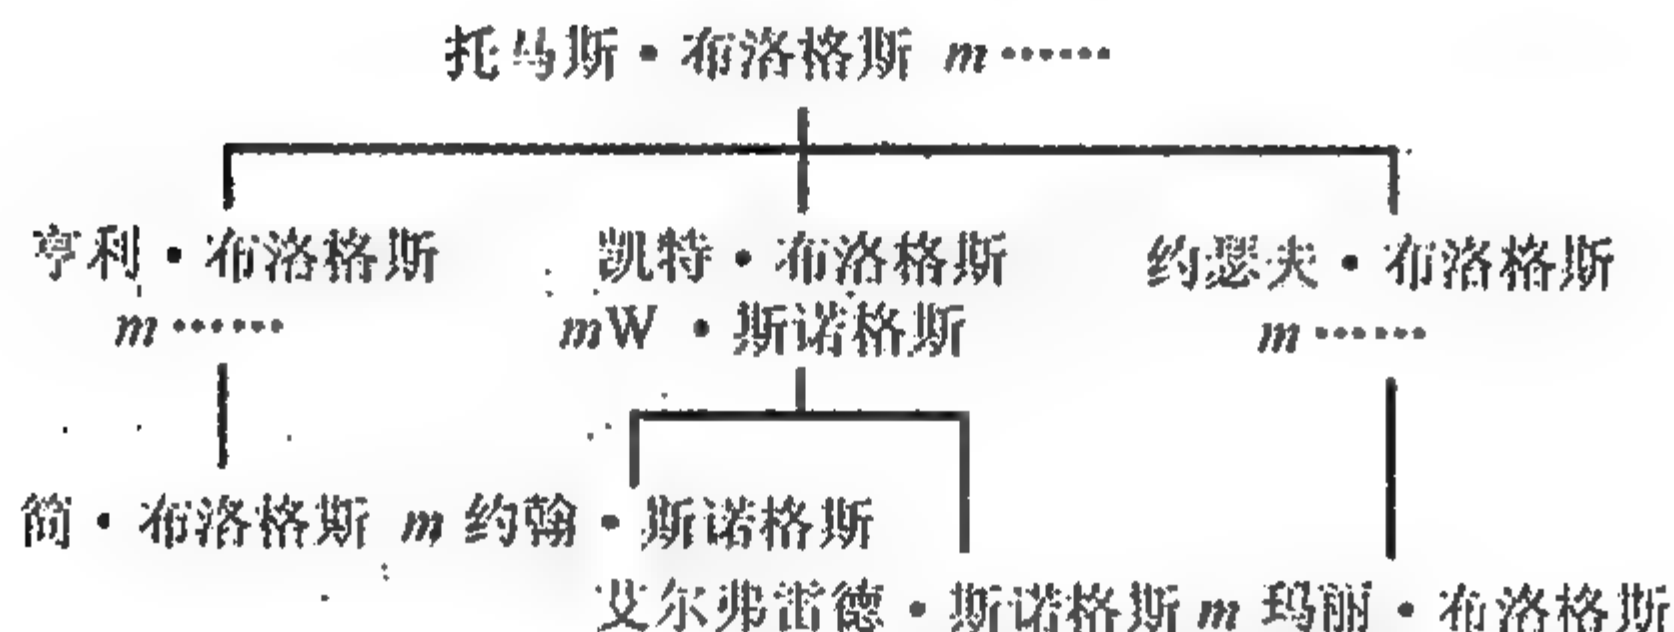 托马斯·布洛格斯 m……
亨利·布洛格斯 凯特·布洛格斯 约瑟夫·布洛格斯
m…… mW·斯诺格斯 m……
简·布洛格斯 m 约翰·斯诺格斯
艾尔弗雷德·斯诺格斯 m 玛丽·布洛格斯